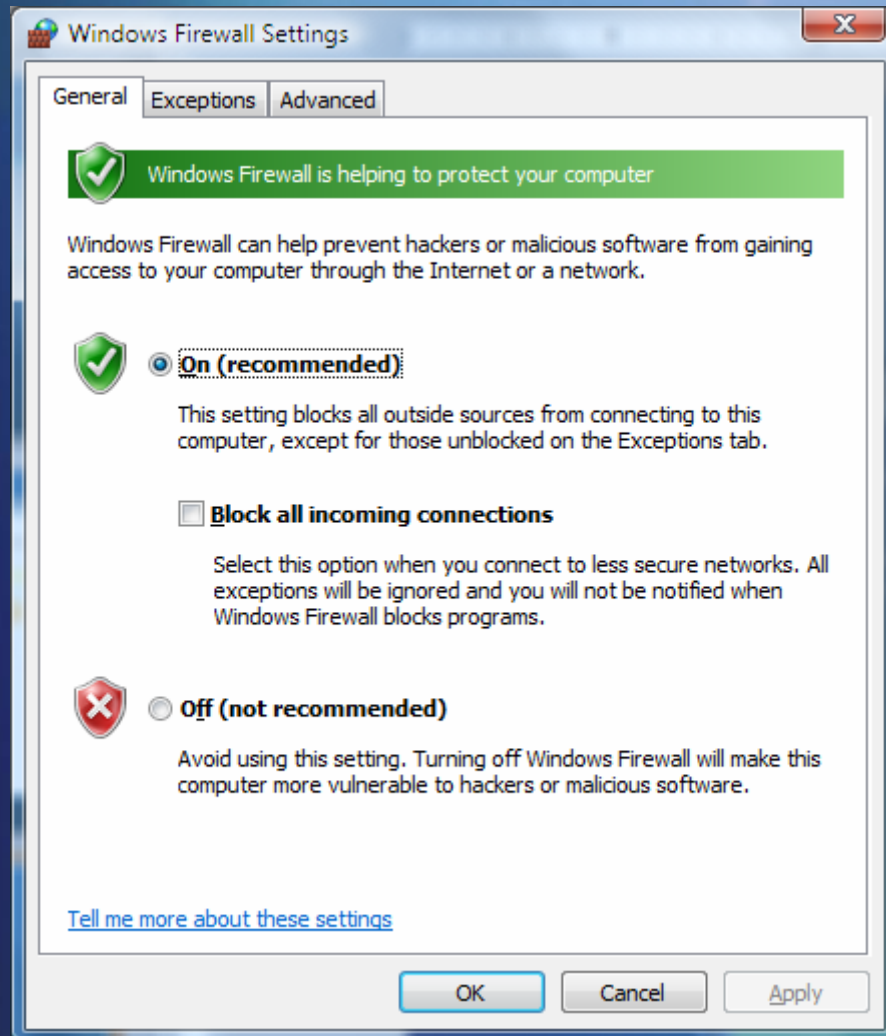 Windows Firewall Settings
General
Exceptions
Advanced
Windows Firewall is helping to protect your computer
Windows Firewall can help prevent hackers or malicious software from gaining
access to your computer through the Internet or a network.
On (recommended)
This setting blocks all outside sources from connecting to this
computer, except for those unblocked on the Exceptions tab.
Block all incoming connections
Select this option when you connect to less secure networks. All
exceptions will be ignored and you will not be notified when
Windows Firewall blocks programs.
Off (not recommended)
Avoid using this setting. Turning off Windows Firewall will make this
computer more vulnerable to hackers or malicious software.
Tell me more about these settings
OK
Cancel
Apply